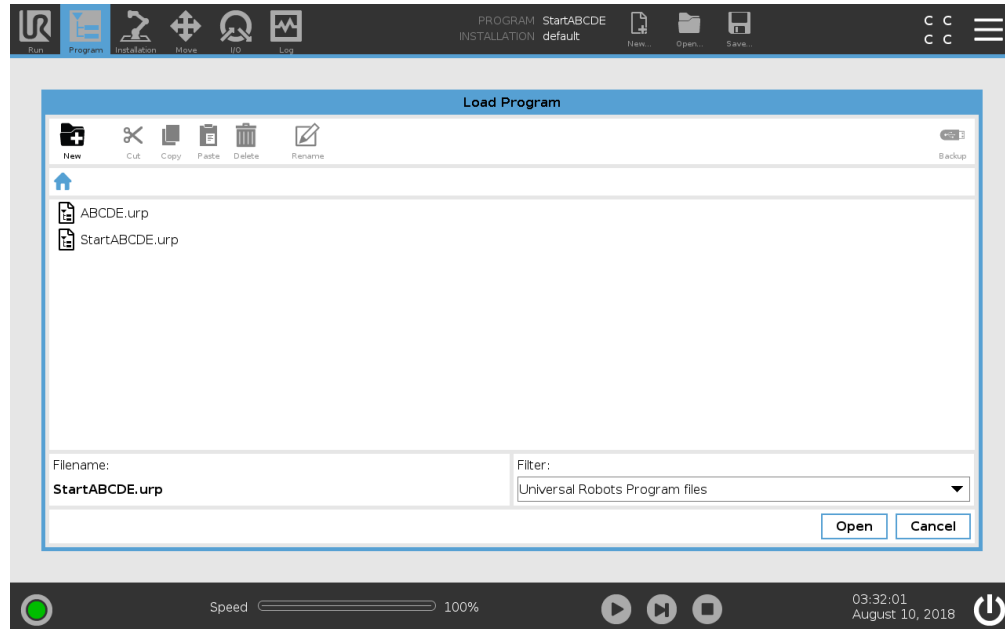 PROGRAM StartABCDE
INSTALLATION default
Run
Program
Installation
Move
I/O
Log
New...
Open...
Save...
C C
C C
Load Program
New
Cut
Copy
Paste
Delete
Rename
Backup
ABCDE.urp
StartABCDE.urp
Filename:
StartABCDE.urp
Filter:
Universal Robots Program files
Open
Cancel
Speed
100%
03:32:01
August 10, 2018